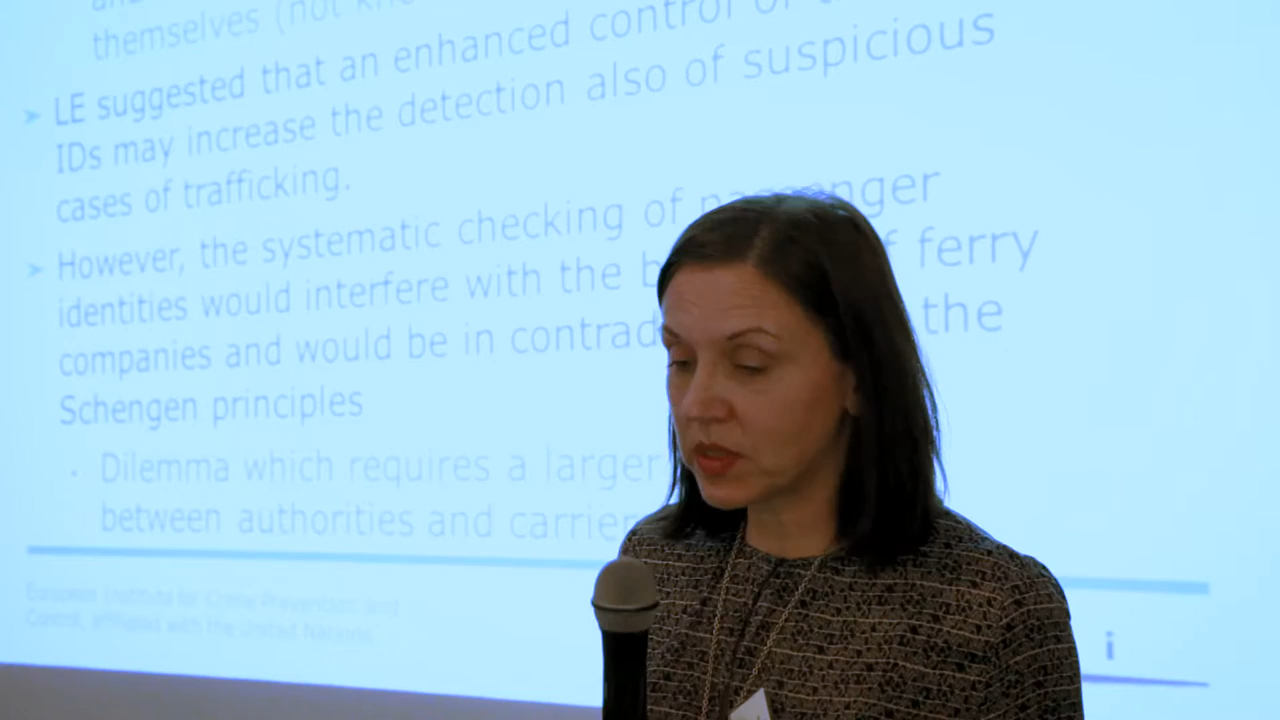 themselves (not
LE suggested that an enhanced control of
IDs may increase the detection also of suspicious
cases of trafficking.
However, the systematic checking of passenger
identities would interfere with the ferry
companies and would be in the
Schengen principles
Dilemma which requires a larger
between authorities and
European Institute for Crime Prevention and
Control, affiliated with the United Nations
i